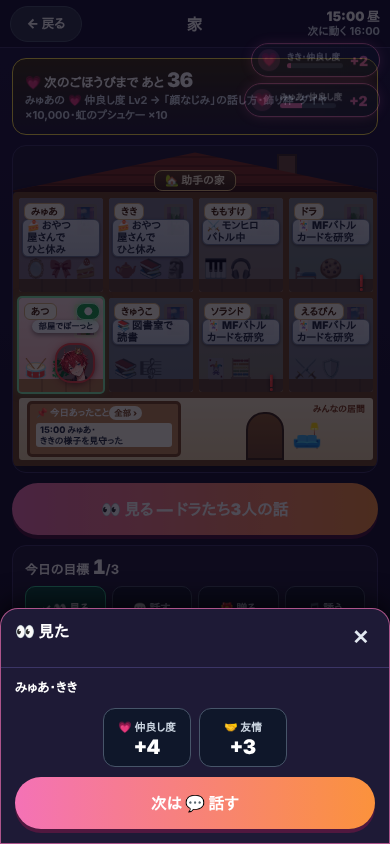 ← 戻る
家
15:00 昼
次に動く 16:00
きき・仲良し度 +2
💗 次のごほうびまで あと 36
みゅあの 💗 仲良し度 Lv2 → 「顔なじみ」の話し方・飾り
×10,000・虹のプシュケー ×10
みゅあ・仲良し度 +2
🏡 助手の家
みゅあ
🍰 おやつ
屋さんで
ひと休み
きき
🍰 おやつ
屋さんで
ひと休み
ももすけ
⚔️ モンヒロ
バトル中
ドラ
🃏 MFバトル
カードを研究
あつ
部屋でぼーっと
きゅうこ
📚 図書室で
読書
ソラシド
🃏 MFバトル
カードを研究
えるぴん
⚔️ MFバトル
カードを研究
📌 今日あったこと
全部 ›
15:00 みゅあ・
ききの様子を見守った
みんなの居間
👀 見る — ドラたち3人の話
今日の目標 1/3
👀 見た
×
みゅあ・きき
💗 仲良し度
+4
🤝 友情
+3
次は 💬 話す